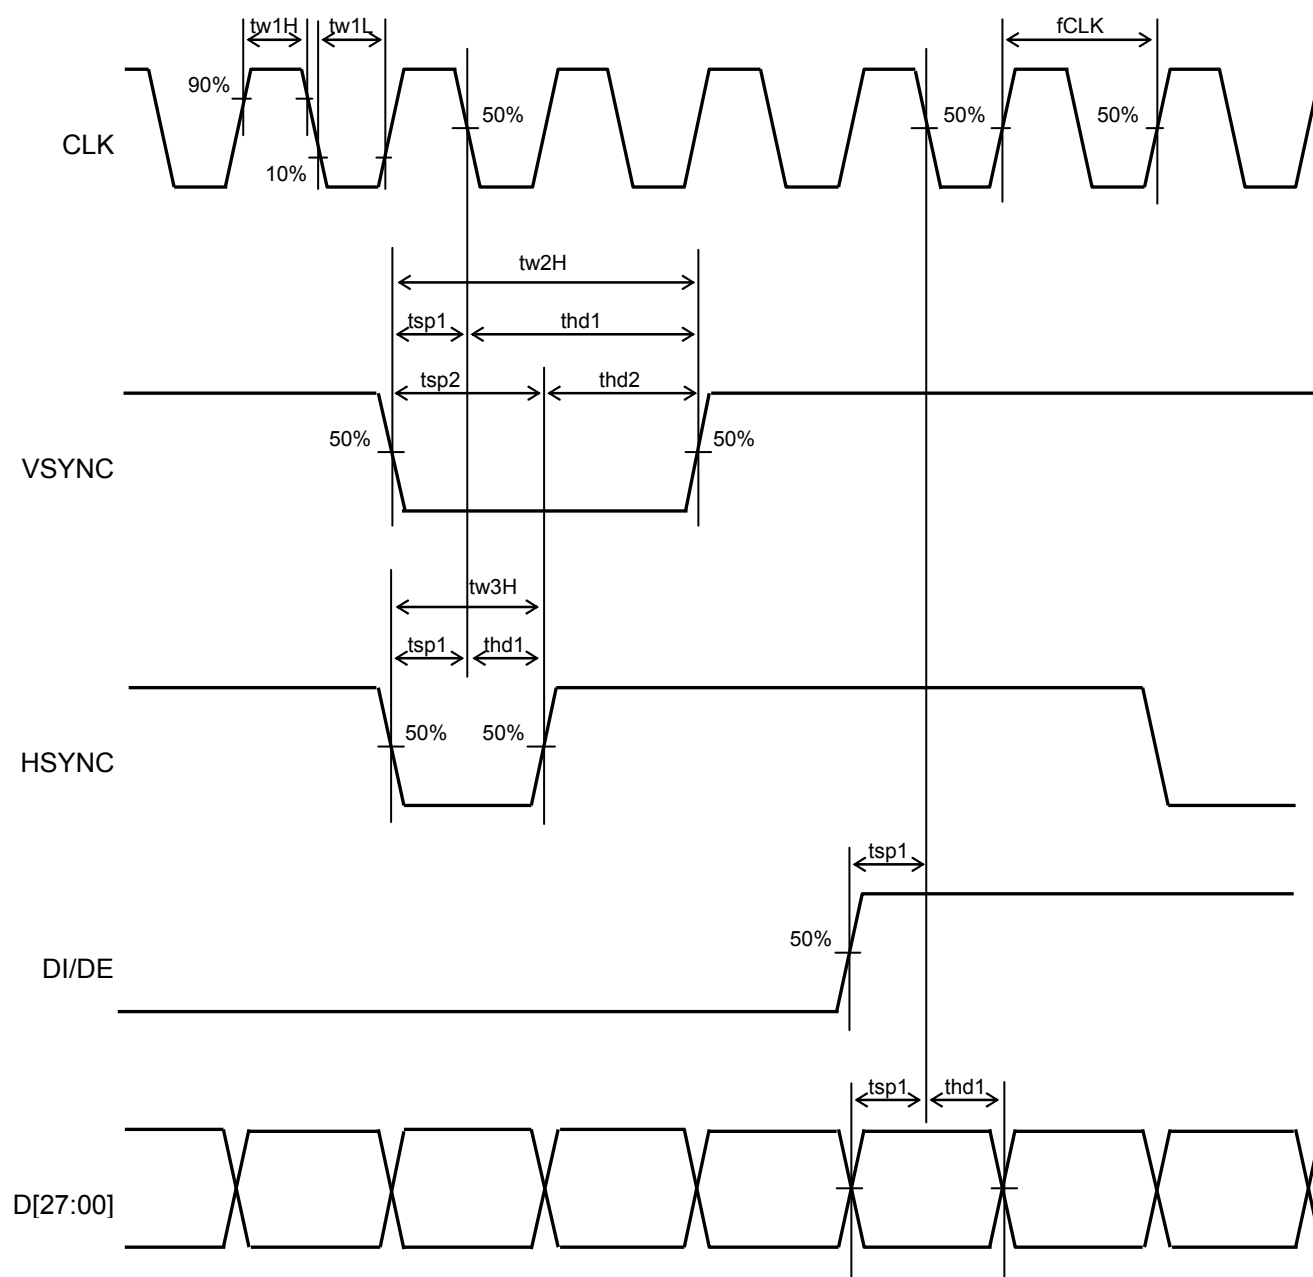 tw1H tw1L fCLK
90% 50% 50% 50%
CLK
10%
tw2H
tsp1 thd1
tsp2 thd2
50% 50%
VSYNC
tw3H
tsp1 thd1
50% 50%
HSYNC
tsp1
50%
DI/DE
tsp1 thd1
D[27:00]